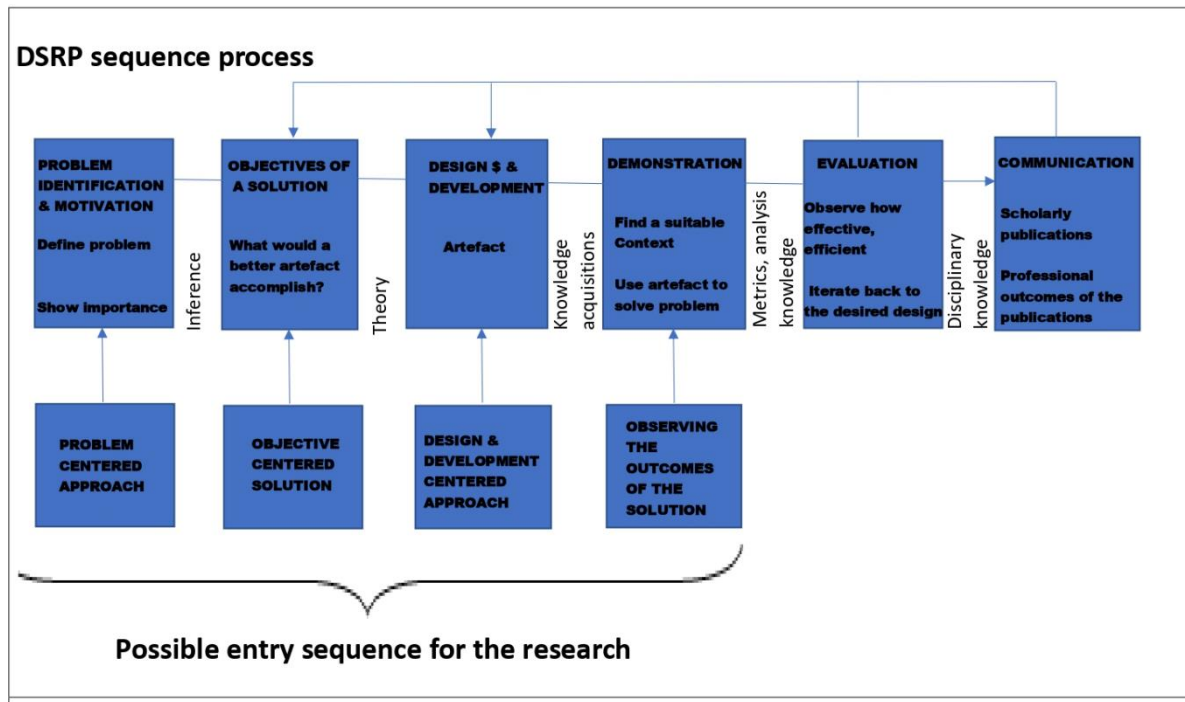 DSRP sequence process
PROBLEM
IDENTIFICATION
& MOTIVATION
Define problem
Show importance
Inference
OBJECTIVES OF
A SOLUTION
What would a
better artefact
accomplish?
Theory
DESIGN $ &
DEVELOPMENT
Artefact
Knowledge
acquisitions
DEMONSTRATION
Find a suitable
Context
Use artefact to
solve problem
Metrics, analysis
knowledge
EVALUATION
Observe how
effective,
efficient
Iterate back to
the desired design
Disciplinary
knowledge
COMMUNICATION
Scholarly
publications
Professional
outcomes of the
publications
PROBLEM
CENTERED
APPROACH
OBJECTIVE
CENTERED
SOLUTION
DESIGN &
DEVELOPMENT
CENTERED
APPROACH
OBSERVING
THE
OUTCOMES
OF THE
SOLUTION
Possible entry sequence for the research